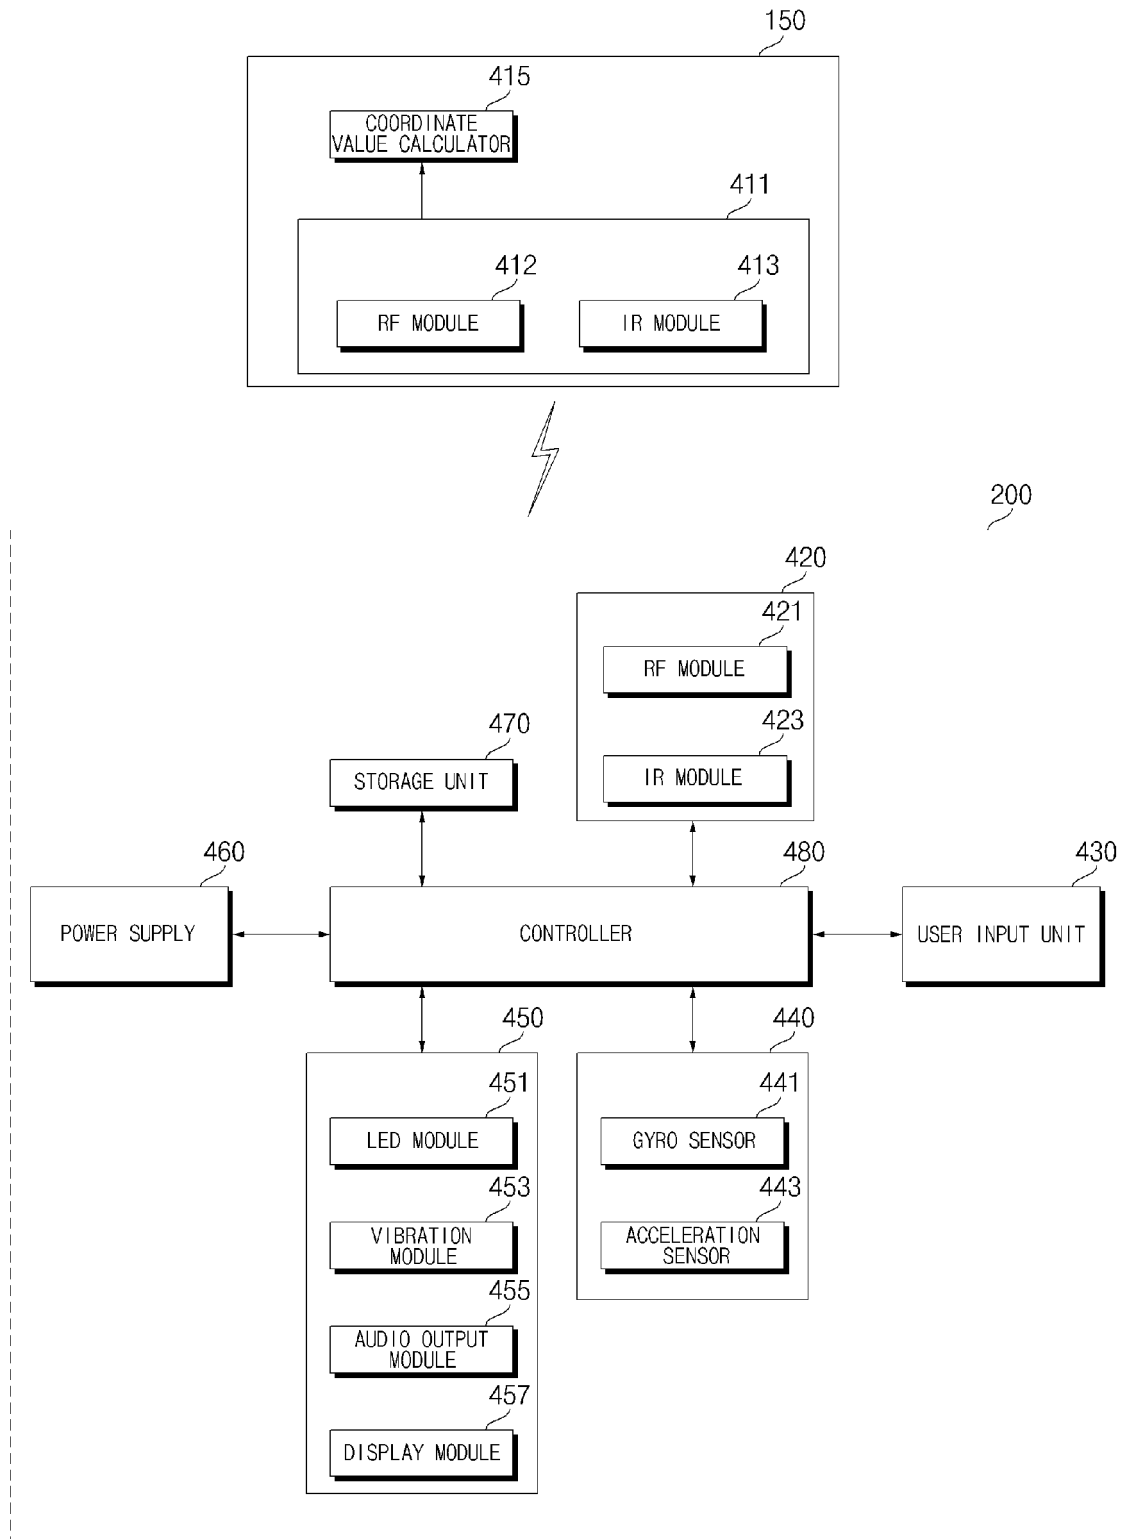 150
415
COORDINATE
VALUE CALCULATOR
411
412
413
RF MODULE
IR MODULE
200
420
421
RF MODULE
423
IR MODULE
470
STORAGE UNIT
460
480
430
POWER SUPPLY
CONTROLLER
USER INPUT UNIT
450
440
451
441
LED MODULE
GYRO SENSOR
453
443
VIBRATION
MODULE
ACCELERATION
SENSOR
455
AUDIO OUTPUT
MODULE
457
DISPLAY MODULE